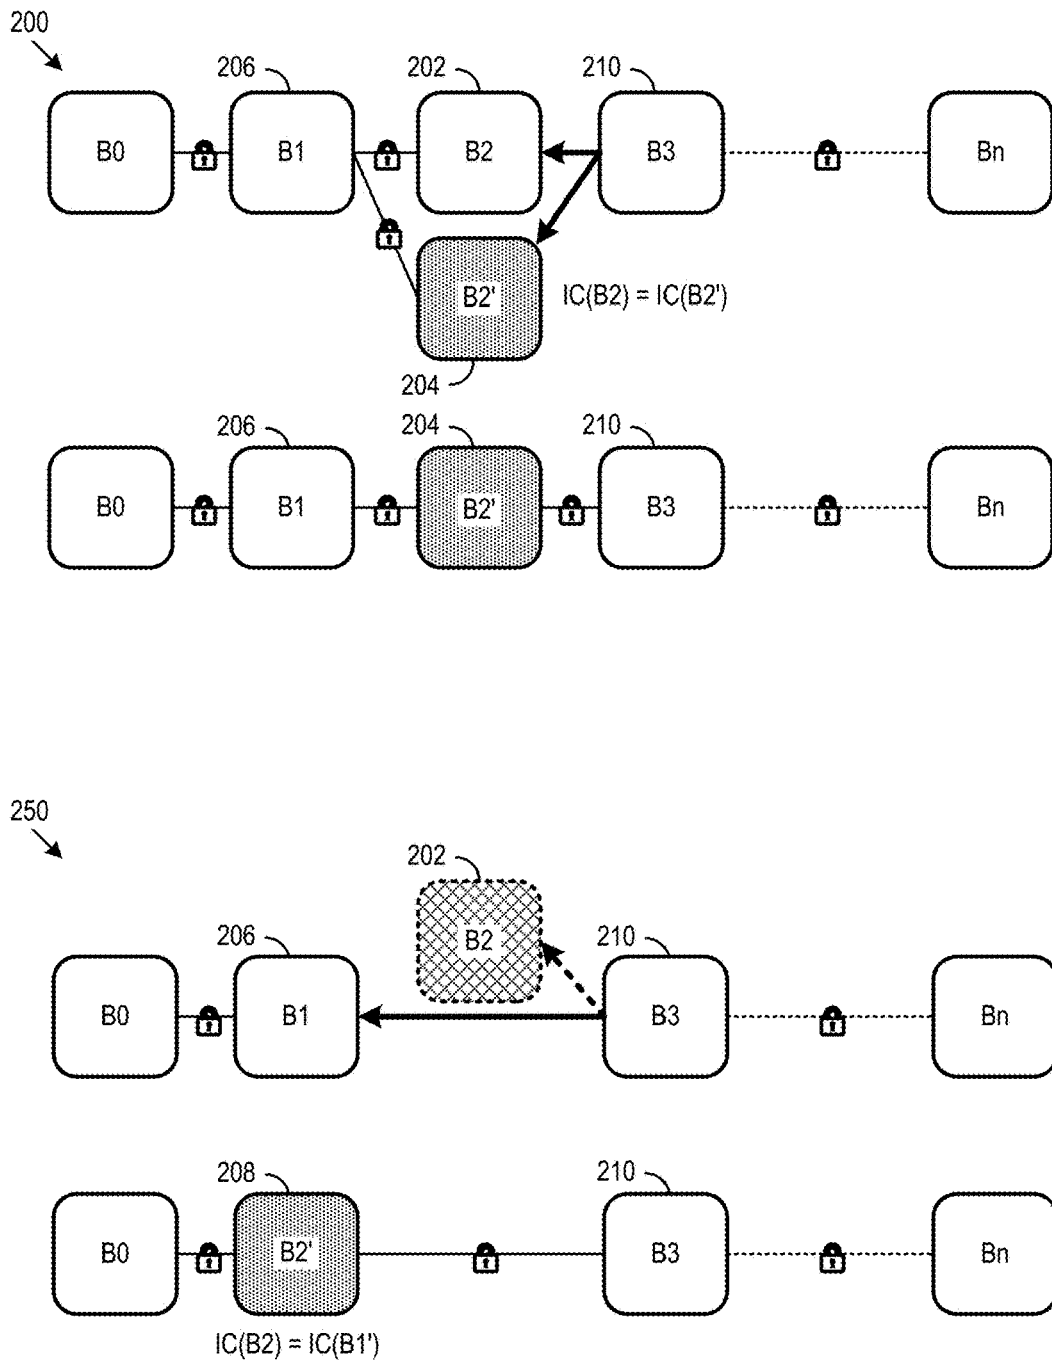 200
206 202 210
B0 B1 B2 B3 Bn
B2' IC(B2) = IC(B2')
204
206 204 210
B0 B1 B2' B3 Bn
250
202
B2
206 210
B0 B1 B3 Bn
208 210
B0 B2' B3 Bn
IC(B2) = IC(B1')